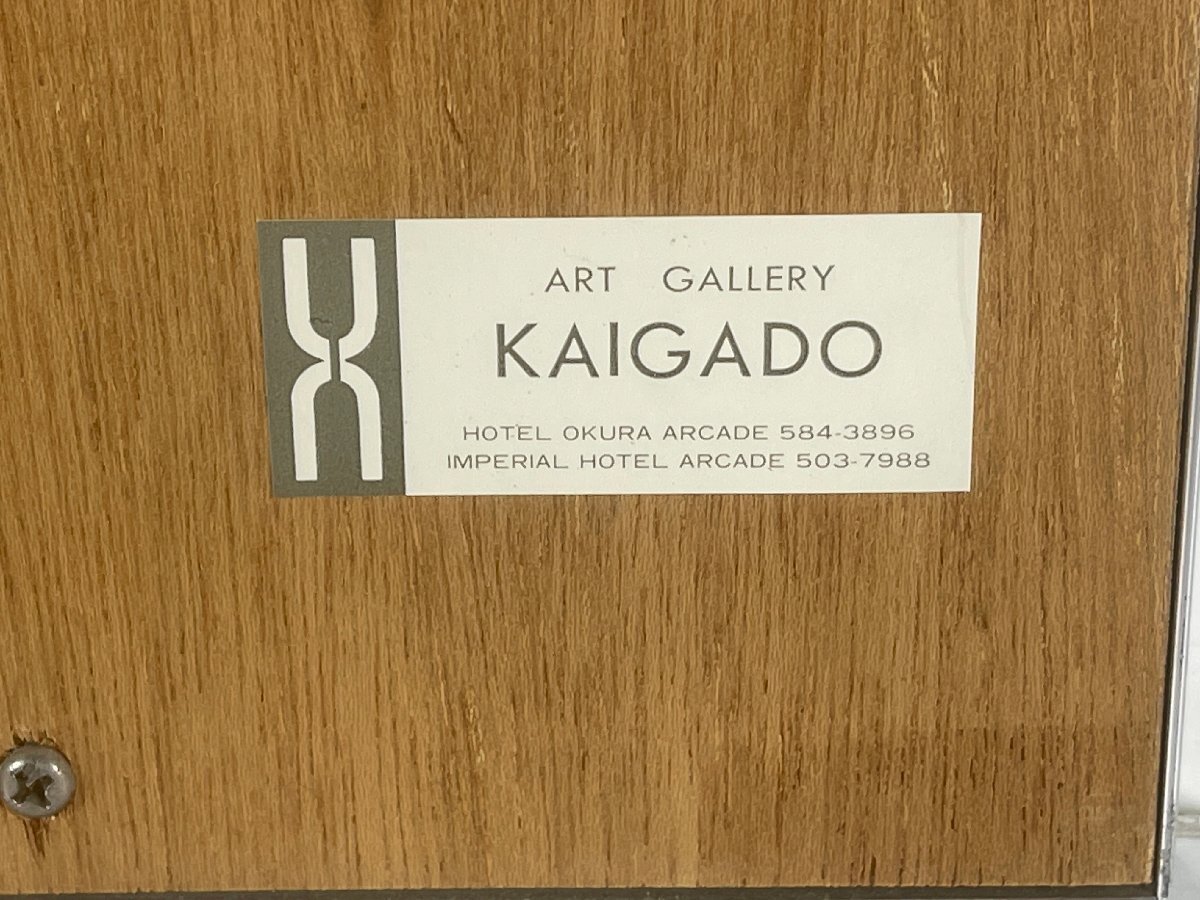 ART GALLERY
KAIGADO
HOTEL OKURA ARCADE 584-3896
IMPERIAL HOTEL ARCADE 503-7988